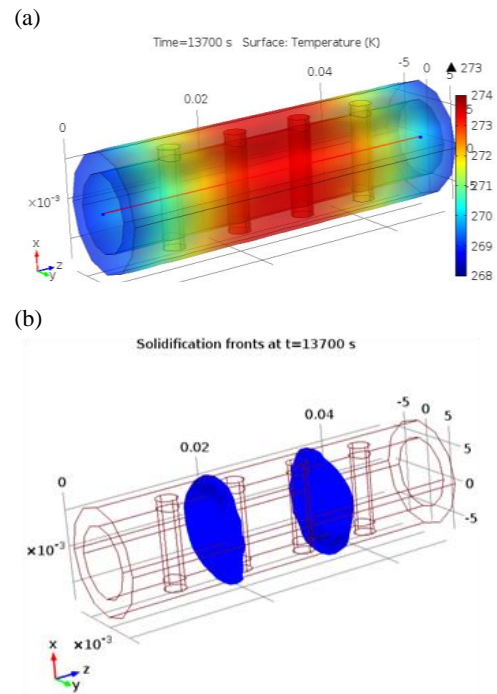 (a)
Time=13700 s Surface: Temperature (K)
▲ 273
0
0.02
0.04
-5
0
5
274
273
272
271
270
269
268
×10⁻³
x
z
y
(b)
Solidification fronts at t=13700 s
0
0.02
0.04
-5
0
5
5
0
-5
×10⁻³
x
×10⁻³
z
y